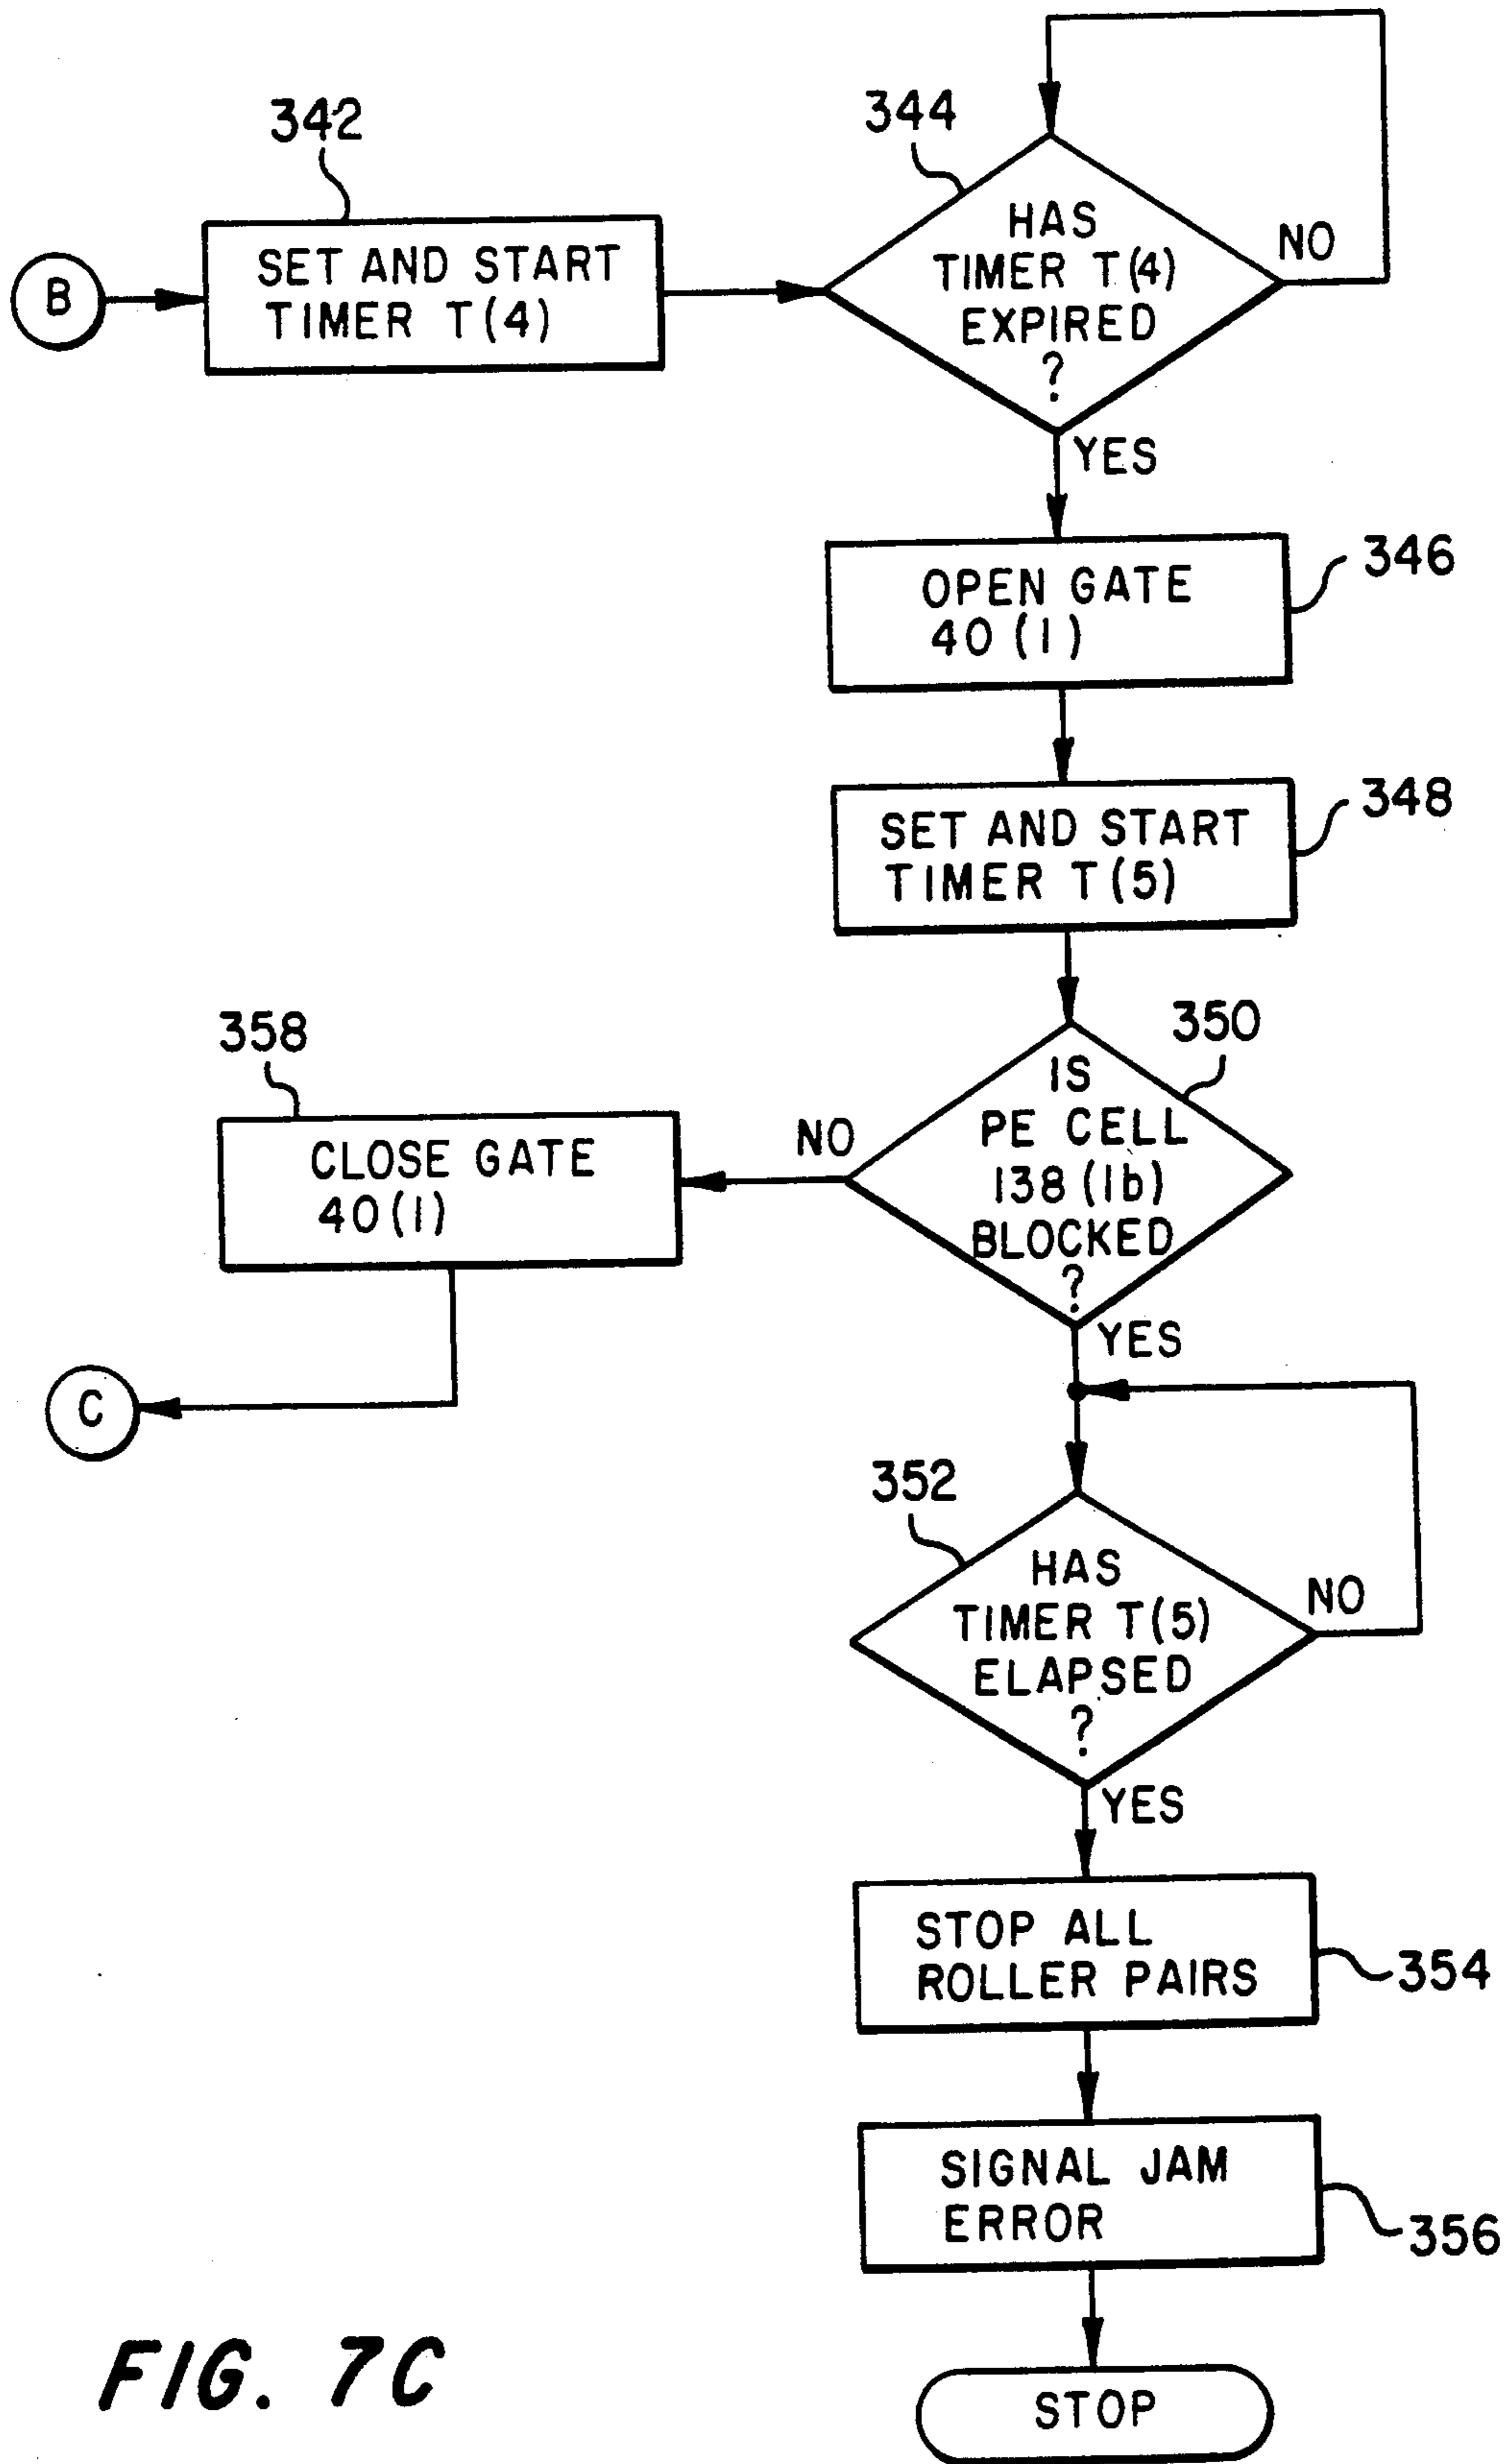 342
B
SET AND START
TIMER T(4)
344
HAS
TIMER T(4)
EXPIRED
?
NO
YES
OPEN GATE
40(1)
346
SET AND START
TIMER T(5)
348
350
IS
PE CELL
138(1b)
BLOCKED
?
NO
YES
358
CLOSE GATE
40(1)
C
352
HAS
TIMER T(5)
ELAPSED
?
NO
YES
STOP ALL
ROLLER PAIRS
354
SIGNAL JAM
ERROR
356
STOP
FIG. 7C